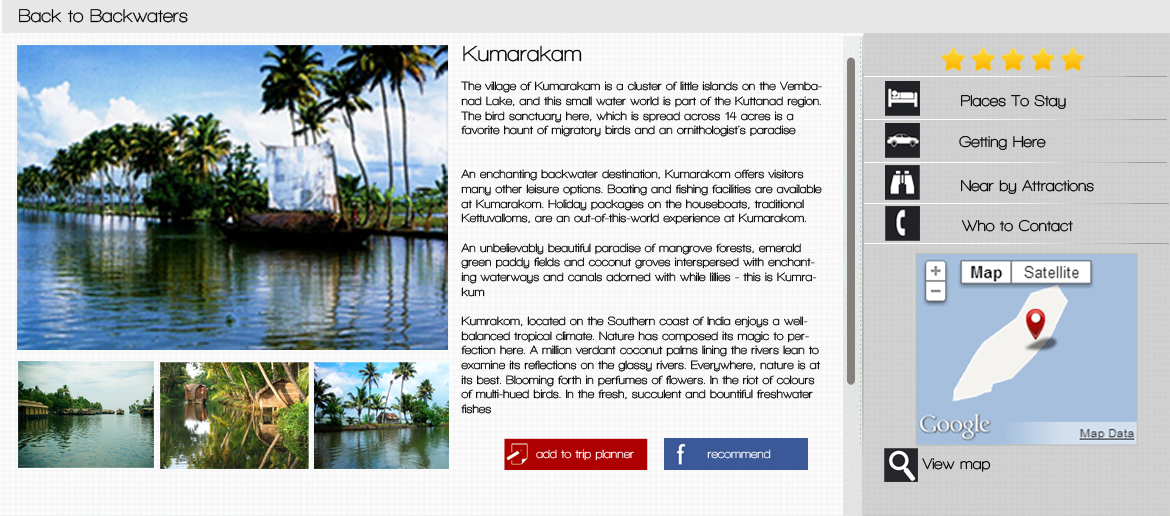 Back to Backwaters
Kumarakam
The village of Kumarakam is a cluster of little islands on the Vemba-
nad Lake, and this small water world is part of the Kuttanad region.
The bird sanctuary here, which is spread across 14 acres is a
favorite haunt of migratory birds and an ornithologist's paradise
An enchanting backwater destination, Kumarakom offers visitors
many other leisure options. Boating and fishing facilities are available
at Kumarakom. Holiday packages on the houseboats, traditional
Kettuvalloms, are an out-of-this-world experience at Kumarakom.
An unbelievably beautiful paradise of mangrove forests, emerald
green paddy fields and coconut groves interspersed with enchant-
ing waterways and canals adorned with while lillies - this is Kumra-
kum
Kumrakom, located on the Southern coast of India enjoys a well-
balanced tropical climate. Nature has composed its magic to per-
fection here. A million verdant coconut palms lining the rivers lean to
examine its reflections on the glassy rivers. Everywhere, nature is at
its best. Blooming forth in perfumes of flowers. In the riot of colours
of multi-hued birds. In the fresh, succulent and bountiful freshwater
fishes
add to trip planner
f recommend
Places To Stay
Getting Here
Near by Attractions
Who to Contact
+
Map Satellite
−
Google
Map Data
View map